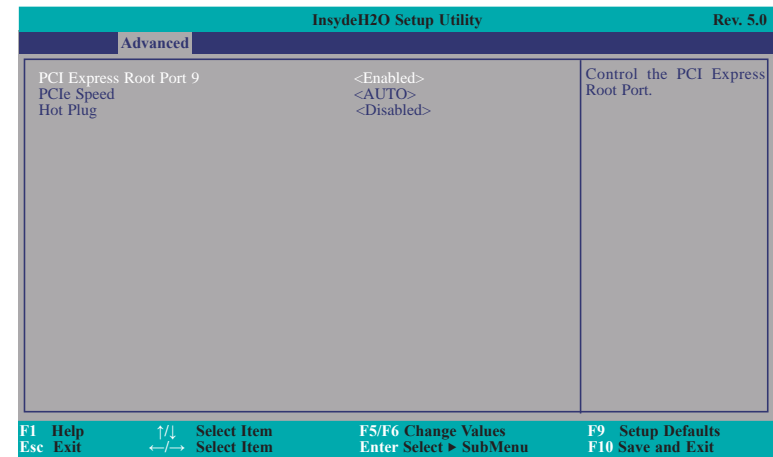 InsydeH2O Setup Utility Rev. 5.0
Advanced
PCI Express Root Port 9 <Enabled>
PCIe Speed <AUTO>
Hot Plug <Disabled>
Control the PCI Express
Root Port.
F1 Help ↑/↓ Select Item F5/F6 Change Values F9 Setup Defaults
Esc Exit ←/→ Select Item Enter Select ▶ SubMenu F10 Save and Exit